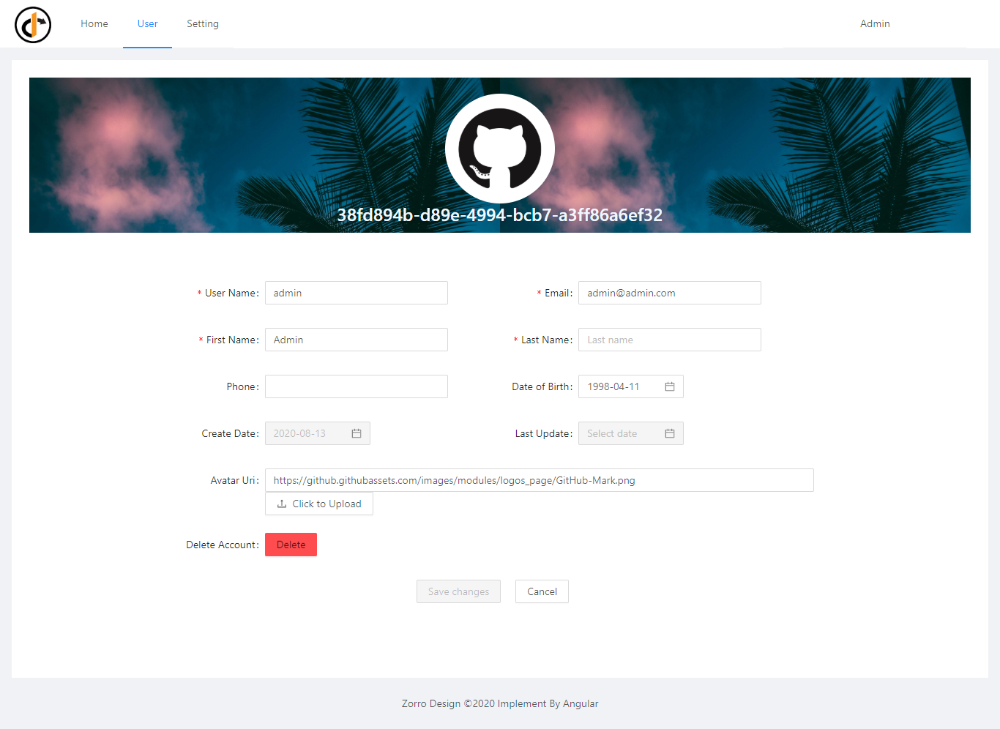 Home User Setting Admin
38fd894b-d89e-4994-bcb7-a3ff86a6ef32
* User Name: admin * Email: admin@admin.com
* First Name: Admin * Last Name: Last name
Phone: Date of Birth: 1998-04-11
Create Date: 2020-08-13 Last Update: Select date
Avatar Uri: https://github.githubassets.com/images/modules/logos_page/GitHub-Mark.png
Click to Upload
Delete Account: Delete
Save changes Cancel
Zorro Design ©2020 Implement By Angular